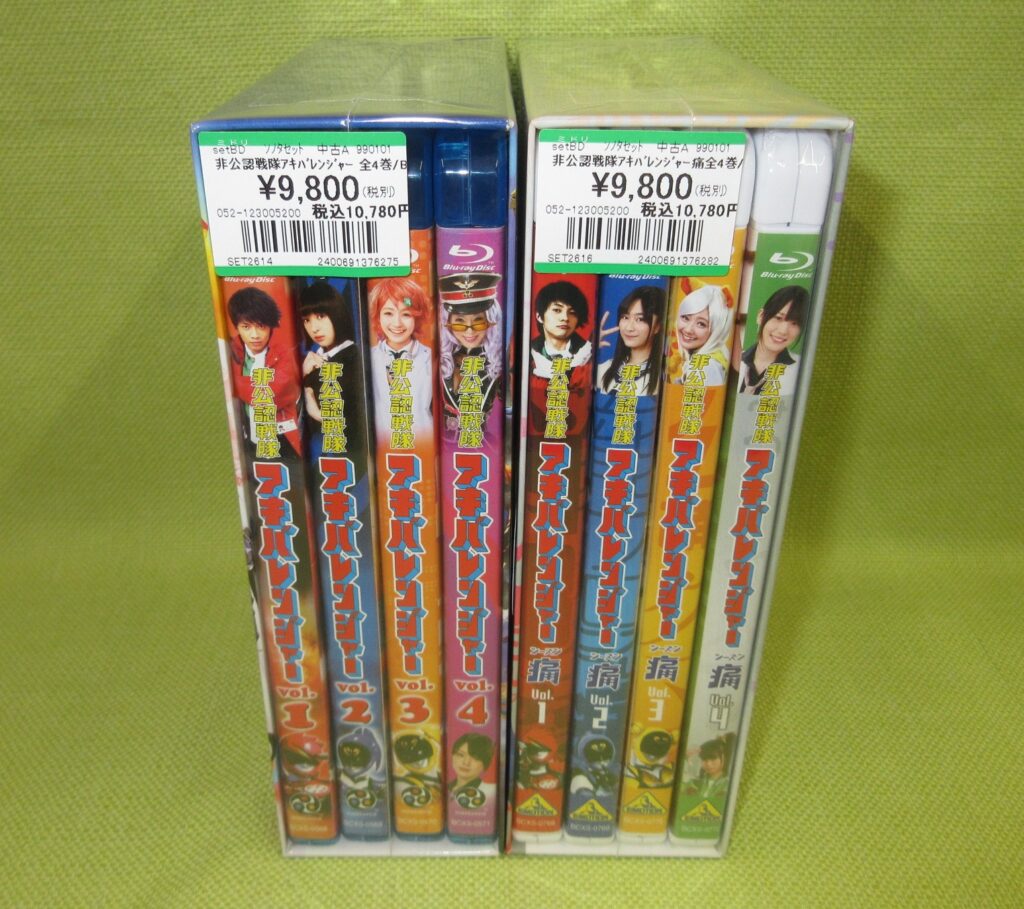 ミドリ
setBD ソノタセット 中古A 990101
非公認戦隊アキバレンジャー 全4巻/B
¥9,800(税別)
052-123005200 税込10,780円
SET2614 2400691376275
Blu-ray Disc
非公認戦隊
アキバレンジャー
vol.
1
非公認戦隊
アキバレンジャー
vol.
2
非公認戦隊
アキバレンジャー
vol.
3
Blu-ray Disc
非公認戦隊
アキバレンジャー
vol.
4
ミドリ
setBD ソノタセット 中古A 990101
非公認戦隊アキバレンジャー痛全4巻/
¥9,800(税別)
052-123005200 税込10,780円
SET2616 2400691376282
非公認戦隊
アキバレンジャー
シーズン
痛
Vol.
1
非公認戦隊
アキバレンジャー
シーズン
痛
Vol.
2
非公認戦隊
アキバレンジャー
シーズン
痛
Vol.
3
Blu-ray Disc
非公認戦隊
アキバレンジャー
シーズン
痛
Vol.
4